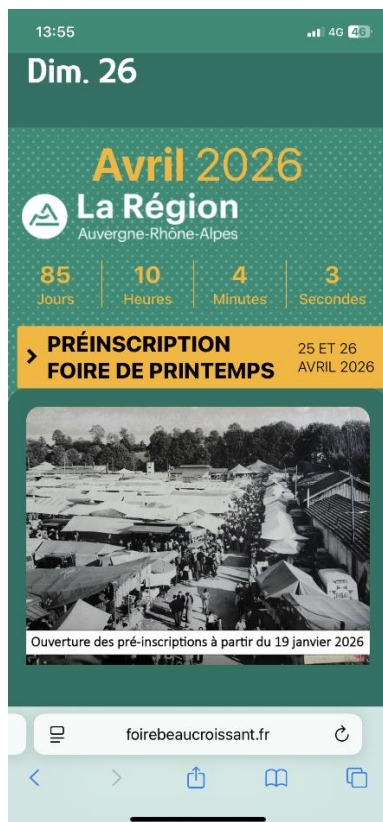 13:55
4G 46
Dim. 26
Avril 2026
La Région
Auvergne-Rhône-Alpes
85 10 4 3
Jours Heures Minutes Secondes
PRÉINSCRIPTION
FOIRE DE PRINTEMPS
25 ET 26
AVRIL 2026
Ouverture des pré-inscriptions à partir du 19 janvier 2026
foirebeaucroissant.fr